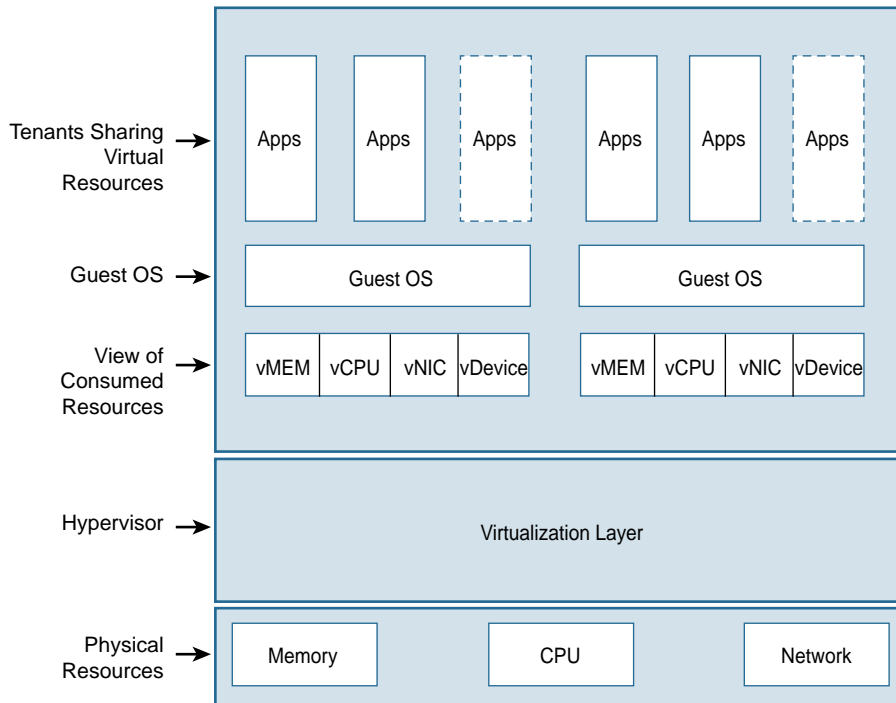 Tenants Sharing
Virtual
Resources
Apps
Apps
Apps
Apps
Apps
Apps
Guest OS
Guest OS
Guest OS
View of
Consumed
Resources
vMEM
vCPU
vNIC
vDevice
vMEM
vCPU
vNIC
vDevice
Hypervisor
Virtualization Layer
Physical
Resources
Memory
CPU
Network